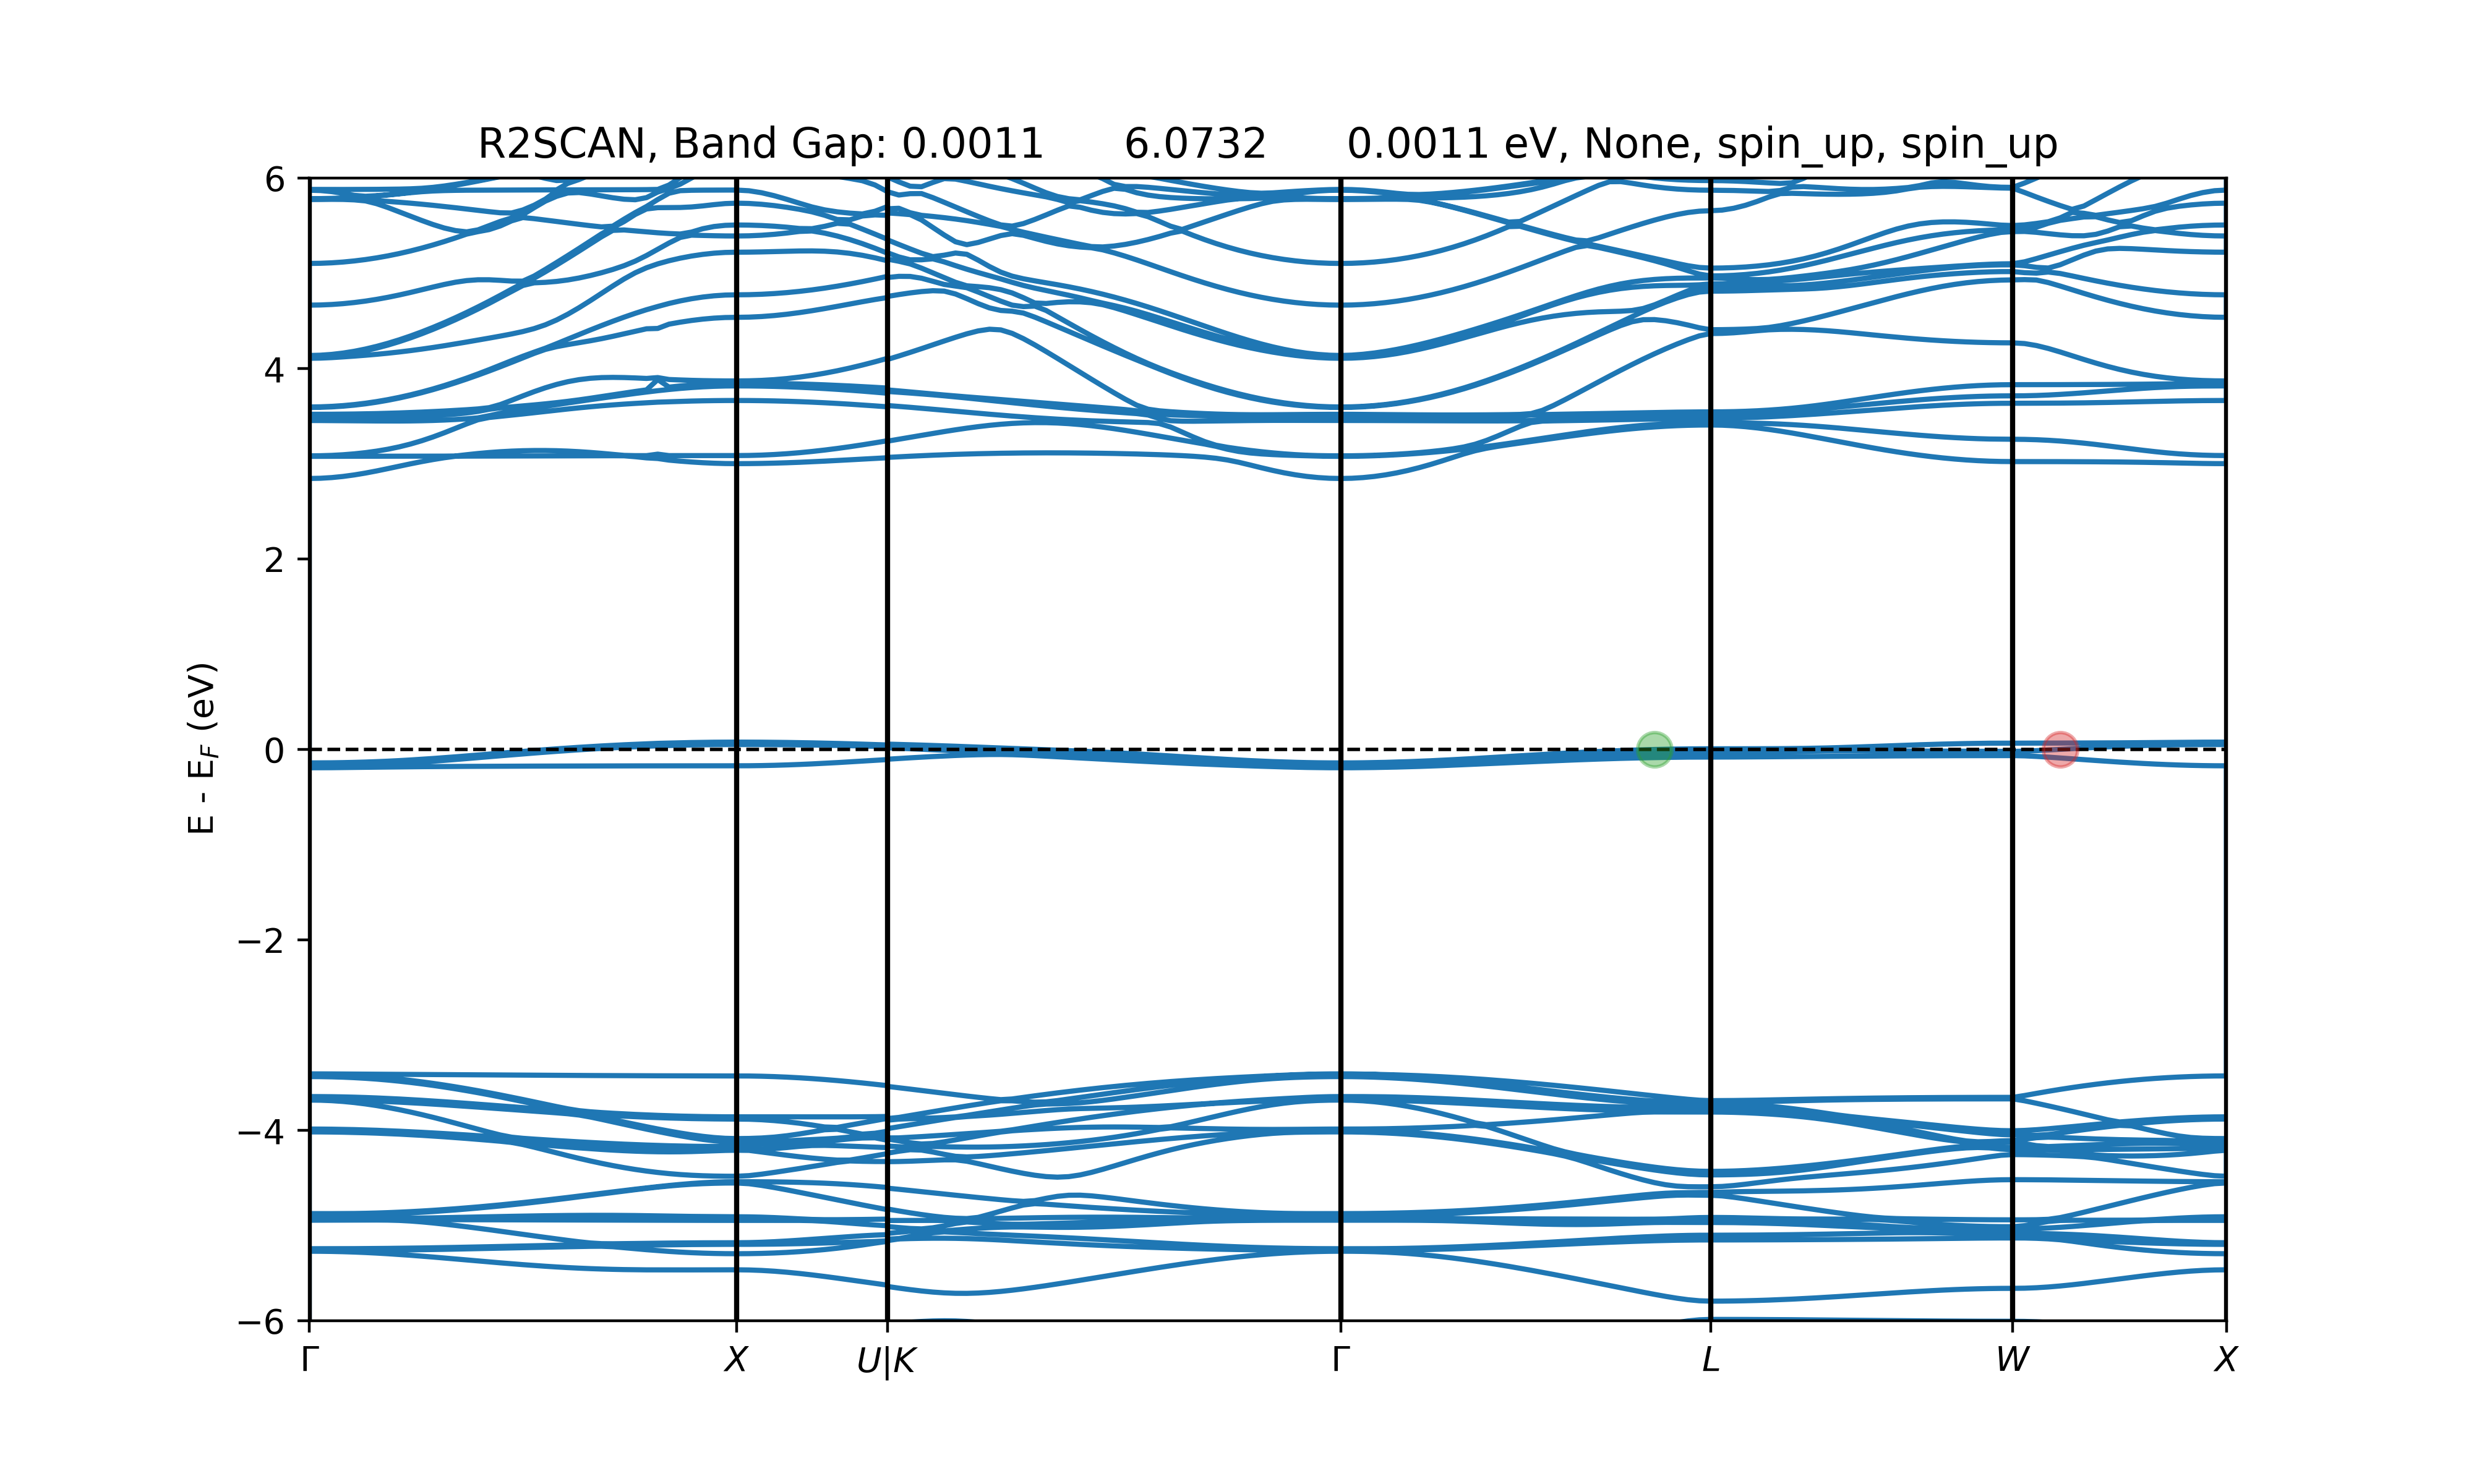 R2SCAN, Band Gap: 0.0011 6.0732 0.0011 eV, None, spin_up, spin_up
E - E_F (eV)
6
4
2
0
−2
−4
−6
Γ X U|K Γ L W X